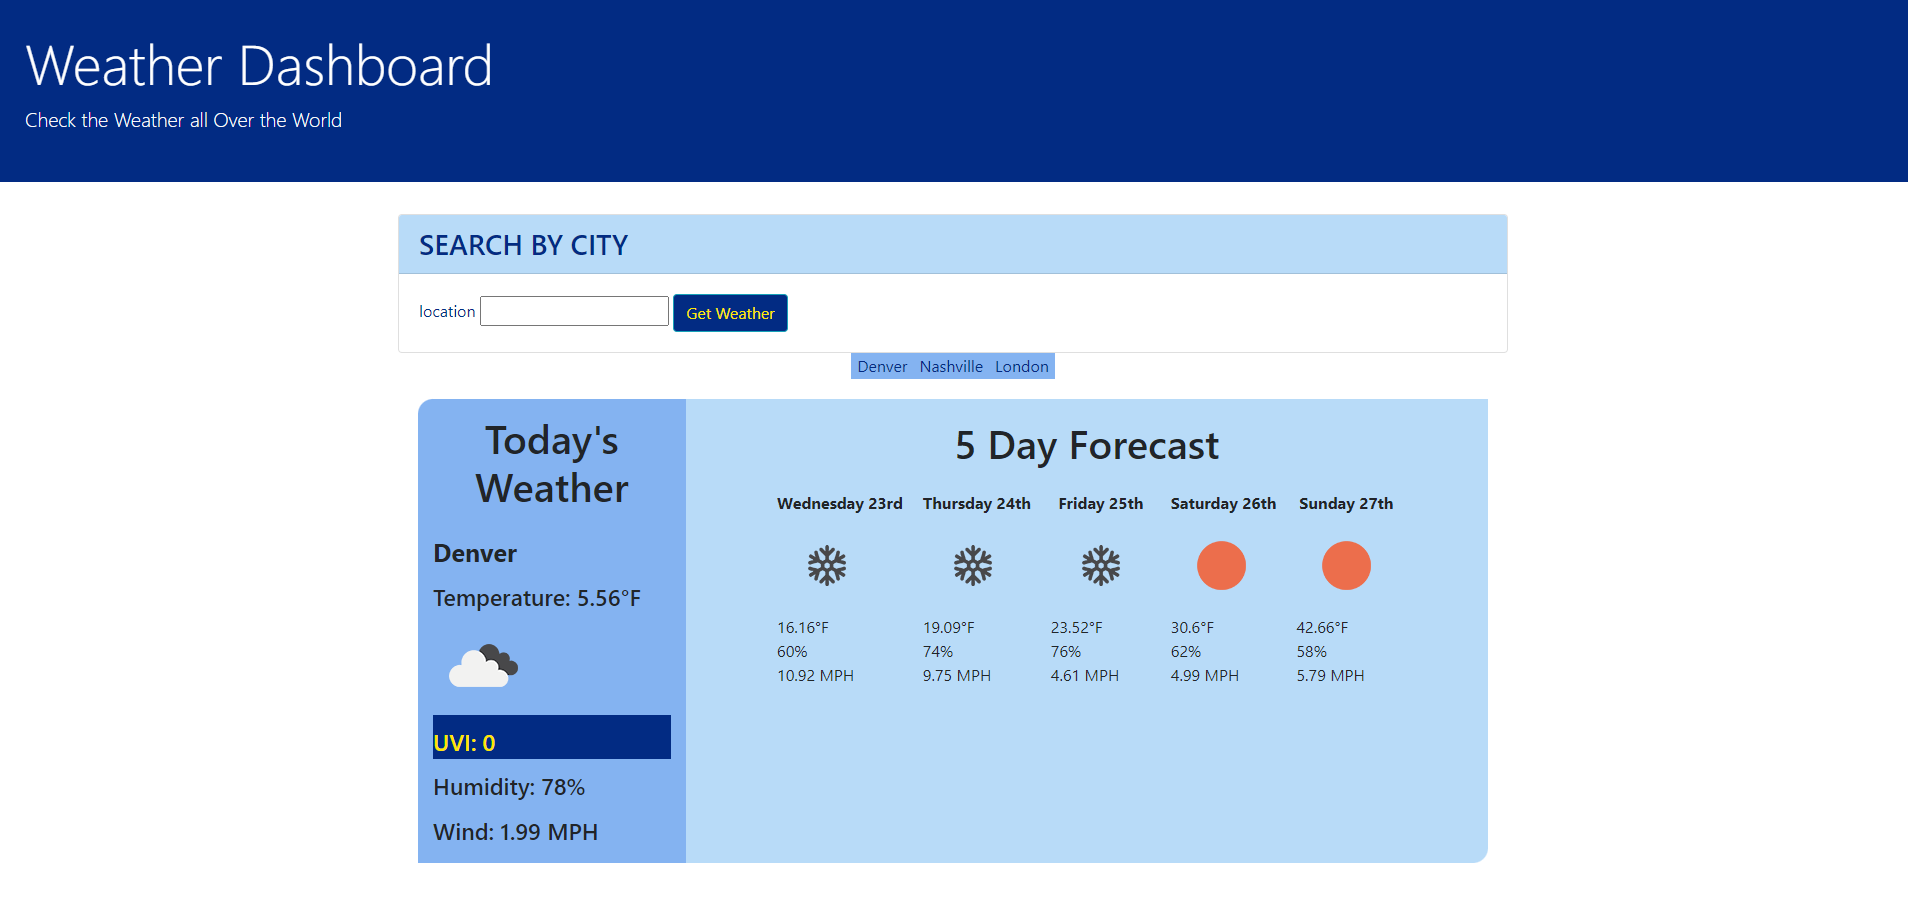 Weather Dashboard
Check the Weather all Over the World
SEARCH BY CITY
location Get Weather
Denver Nashville London
Today's
Weather
Denver
Temperature: 5.56°F
UVI: 0
Humidity: 78%
Wind: 1.99 MPH
5 Day Forecast
Wednesday 23rd Thursday 24th Friday 25th Saturday 26th Sunday 27th
16.16°F 19.09°F 23.52°F 30.6°F 42.66°F
60% 74% 76% 62% 58%
10.92 MPH 9.75 MPH 4.61 MPH 4.99 MPH 5.79 MPH